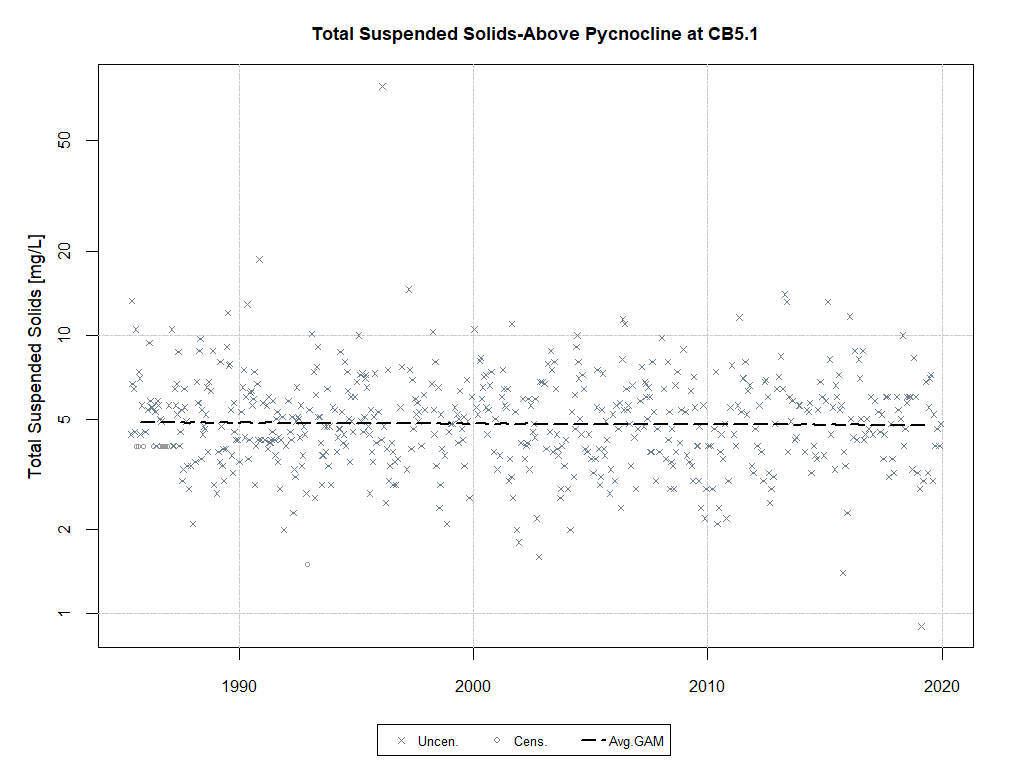 Total Suspended Solids-Above Pycnocline at CB5.1
Total Suspended Solids [mg/L]
50
20
10
5
2
1
1990 2000 2010 2020
Uncen. Cens. Avg.GAM